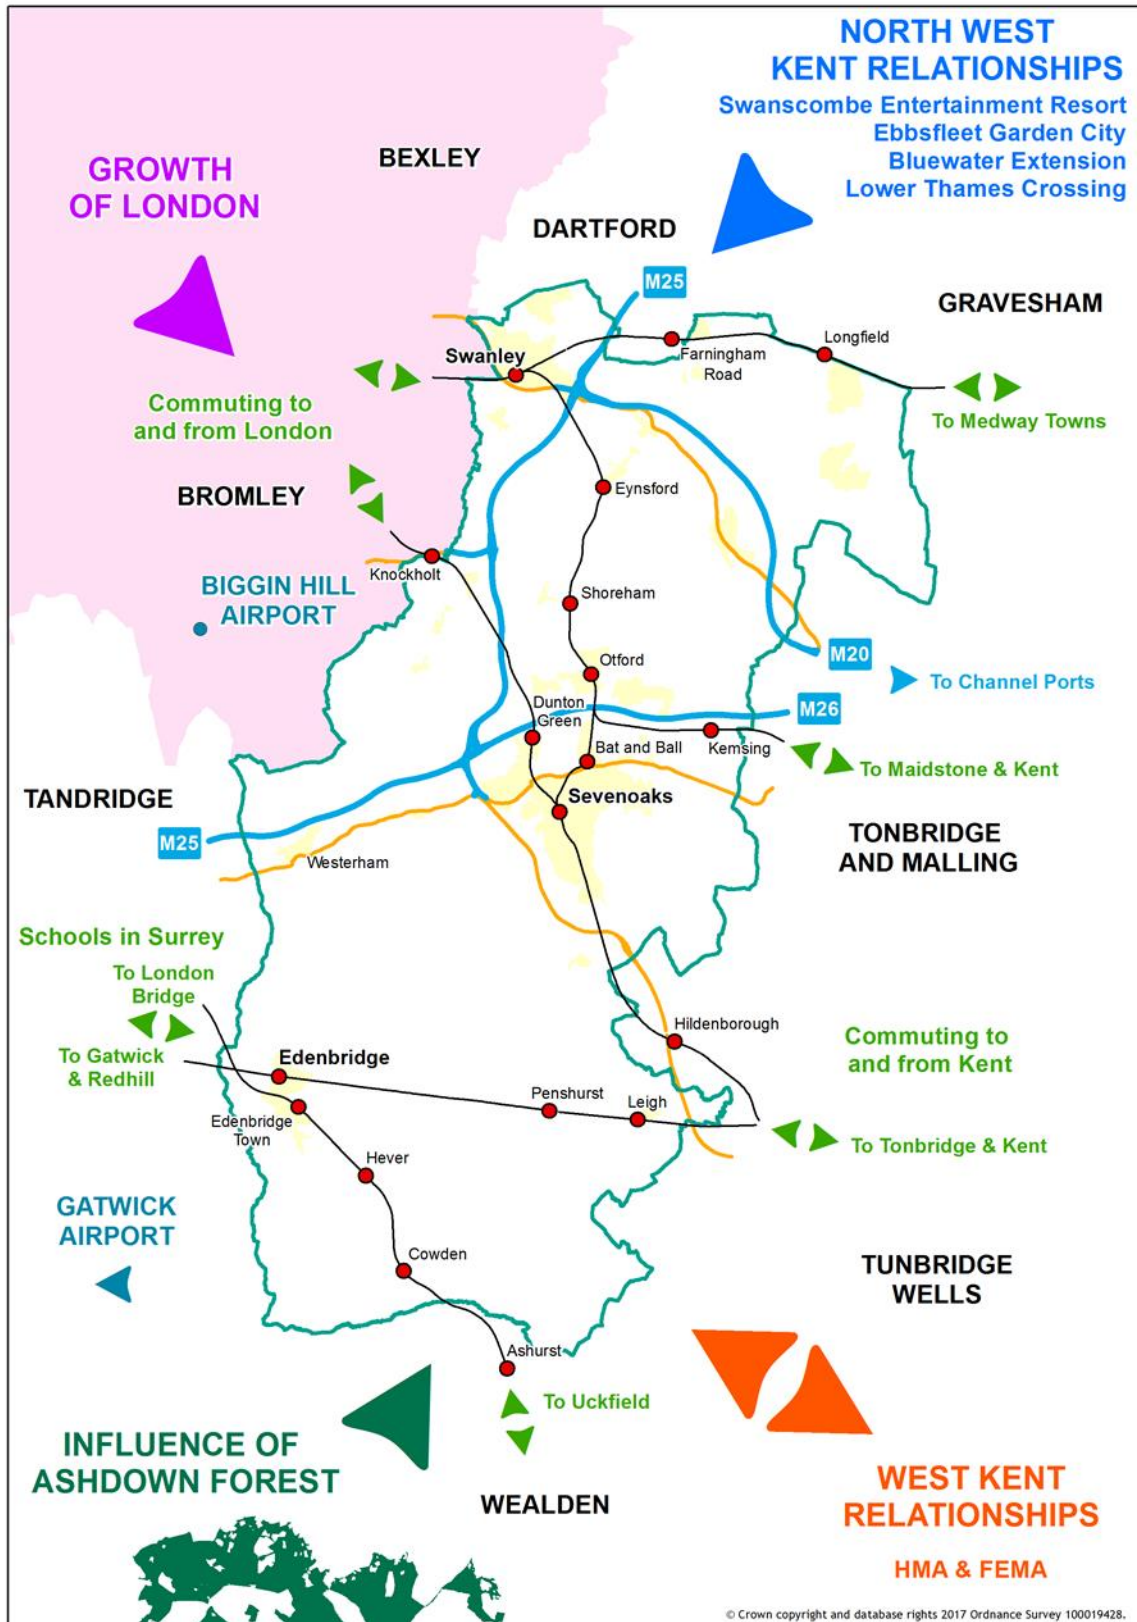 NORTH WEST
KENT RELATIONSHIPS
Swanscombe Entertainment Resort
Ebbsfleet Garden City
Bluewater Extension
Lower Thames Crossing
BEXLEY
GROWTH
OF LONDON
DARTFORD
M25
GRAVESHAM
Swanley
Farningham
Road
Longfield
Commuting to
and from London
To Medway Towns
BROMLEY
Eynsford
Knockholt
BIGGIN HILL
AIRPORT
Shoreham
Otford
M20
To Channel Ports
Dunton
Green
M26
Bat and Ball
Kemsing
To Maidstone & Kent
TANDRIDGE
Sevenoaks
M25
Westerham
TONBRIDGE
AND MALLING
Schools in Surrey
To London
Bridge
Hildenborough
To Gatwick
& Redhill
Edenbridge
Commuting to
and from Kent
Edenbridge
Town
Penshurst
Leigh
To Tonbridge & Kent
Hever
GATWICK
AIRPORT
Cowden
TUNBRIDGE
WELLS
Ashurst
To Uckfield
INFLUENCE OF
ASHDOWN FOREST
WEALDEN
WEST KENT
RELATIONSHIPS
HMA & FEMA
© Crown copyright and database rights 2017 Ordnance Survey 100019428.